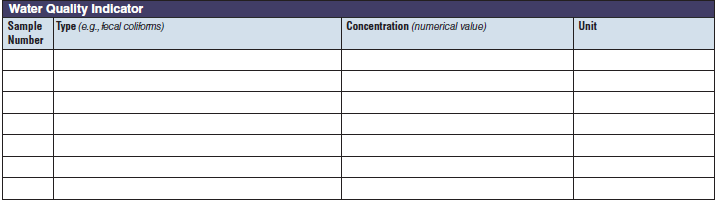 Water Quality Indicator
Sample Number
Type (e.g., fecal coliforms)
Concentration (numerical value)
Unit